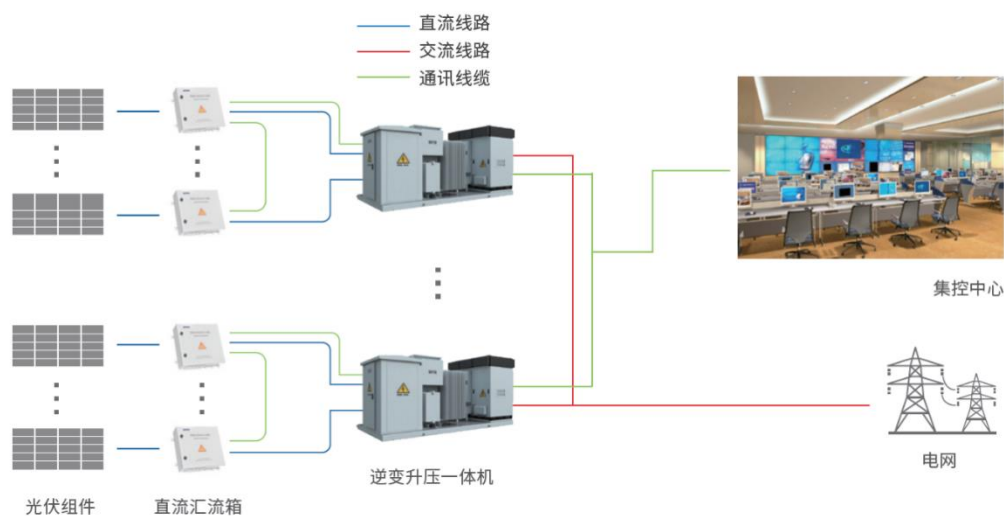 直流线路
交流线路
通讯线缆
集控中心
电网
逆变升压一体机
光伏组件
直流汇流箱